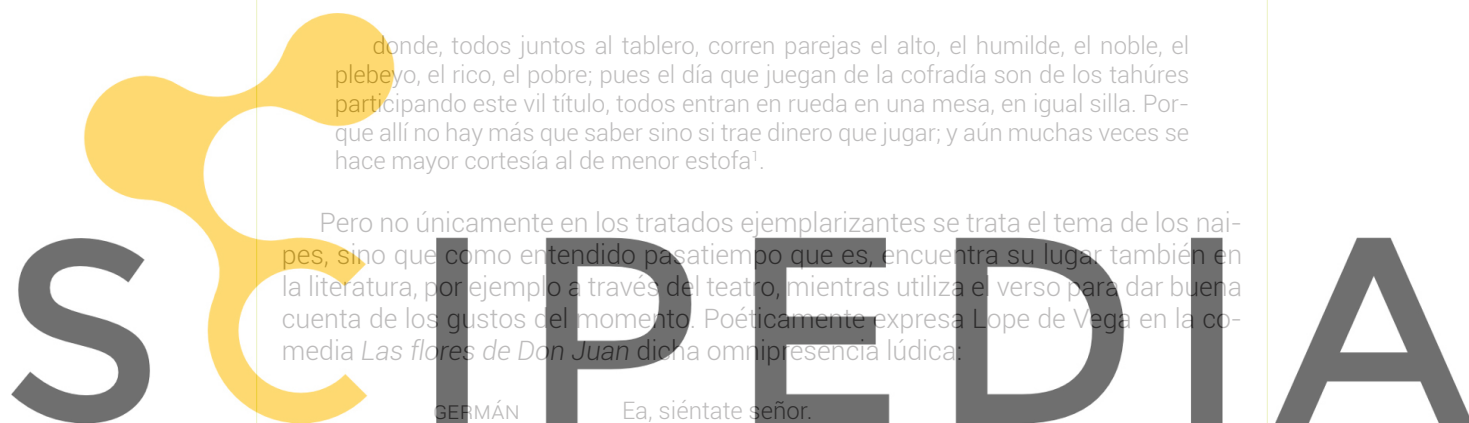 donde, todos juntos al tablero, corren parejas el alto, el humilde, el noble, el
plebeyo, el rico, el pobre; pues el día que juegan de la cofradía son de los tahúres
participando este vil título, todos entran en rueda en una mesa, en igual silla. Por-
que allí no hay más que saber sino si trae dinero que jugar; y aún muchas veces se
hace mayor cortesía al de menor estofa¹.
Pero no únicamente en los tratados ejemplarizantes se trata el tema de los nai-
pes, sino que como entendido pasatiempo que es, encuentra su lugar también en
la literatura, por ejemplo a través del teatro, mientras utiliza el verso para dar buena
cuenta de los gustos del momento. Poéticamente expresa Lope de Vega en la co-
media Las flores de Don Juan dicha omnipresencia lúdica:
GERMÁN Ea, siéntate señor.
SCIPEDIA